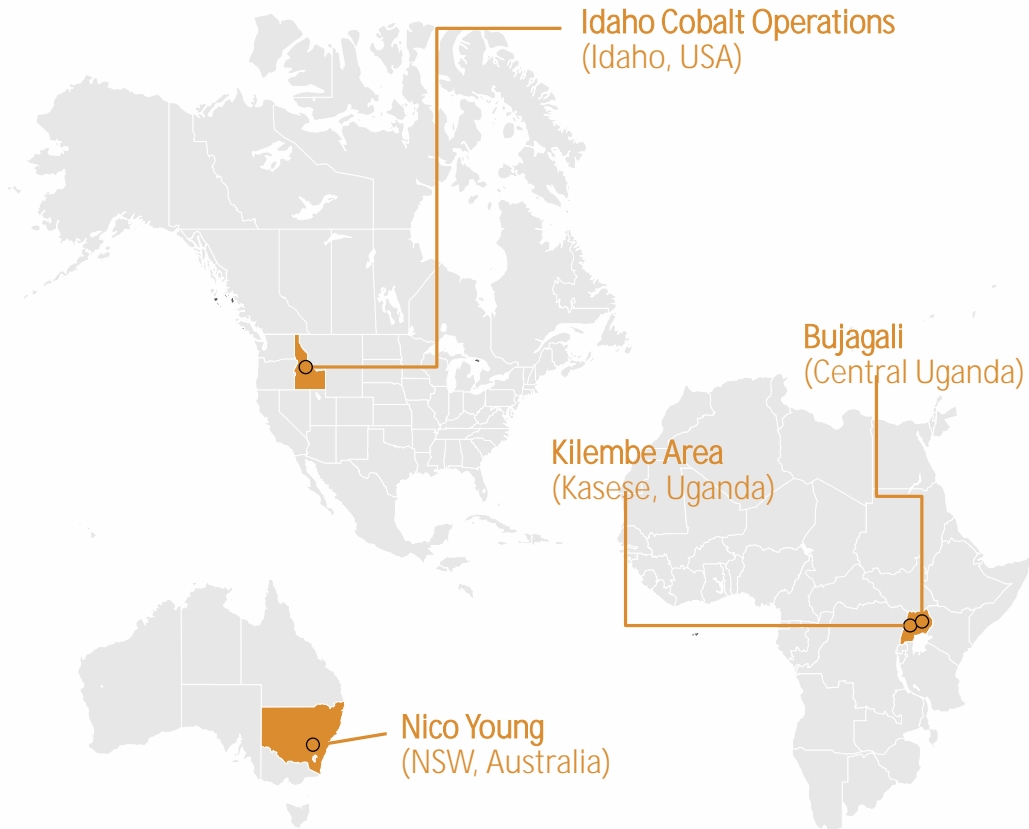 Idaho Cobalt Operations
(Idaho, USA)
Bujagali
(Central Uganda)
Kilembe Area
(Kasese, Uganda)
Nico Young
(NSW, Australia)